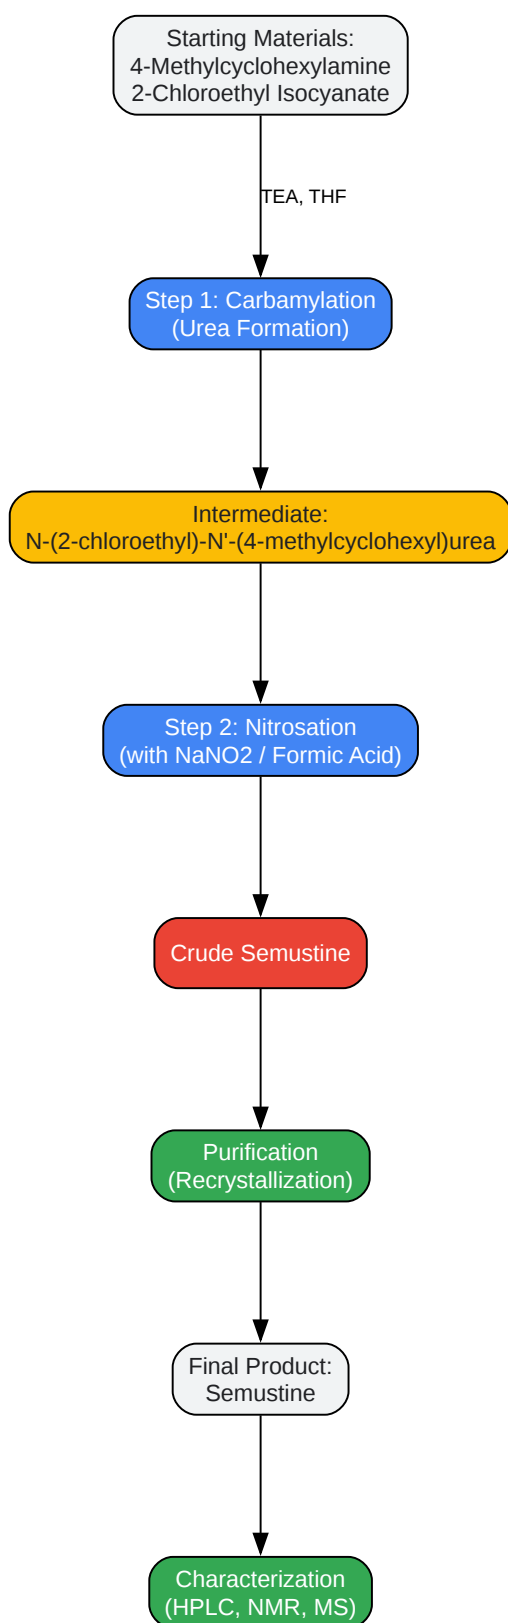 Starting Materials:
4-Methylcyclohexylamine
2-Chloroethyl Isocyanate
TEA, THF
Step 1: Carbamylation
(Urea Formation)
Intermediate:
N-(2-chloroethyl)-N'-(4-methylcyclohexyl)urea
Step 2: Nitrosation
(with NaNO2 / Formic Acid)
Crude Semustine
Purification
(Recrystallization)
Final Product:
Semustine
Characterization
(HPLC, NMR, MS)